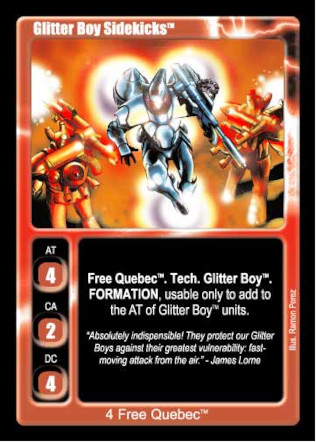 Glitter Boy Sidekicks™
AT
4
CA
2
DC
4
Free Quebec™. Tech. Glitter Boy™.
FORMATION, usable only to add to
the AT of Glitter Boy™ units.
"Absolutely indispensible! They protect our Glitter
Boys against their greatest vulnerability: fast-
moving attack from the air." - James Lorne
Illus. Ramon Perez
4 Free Quebec™